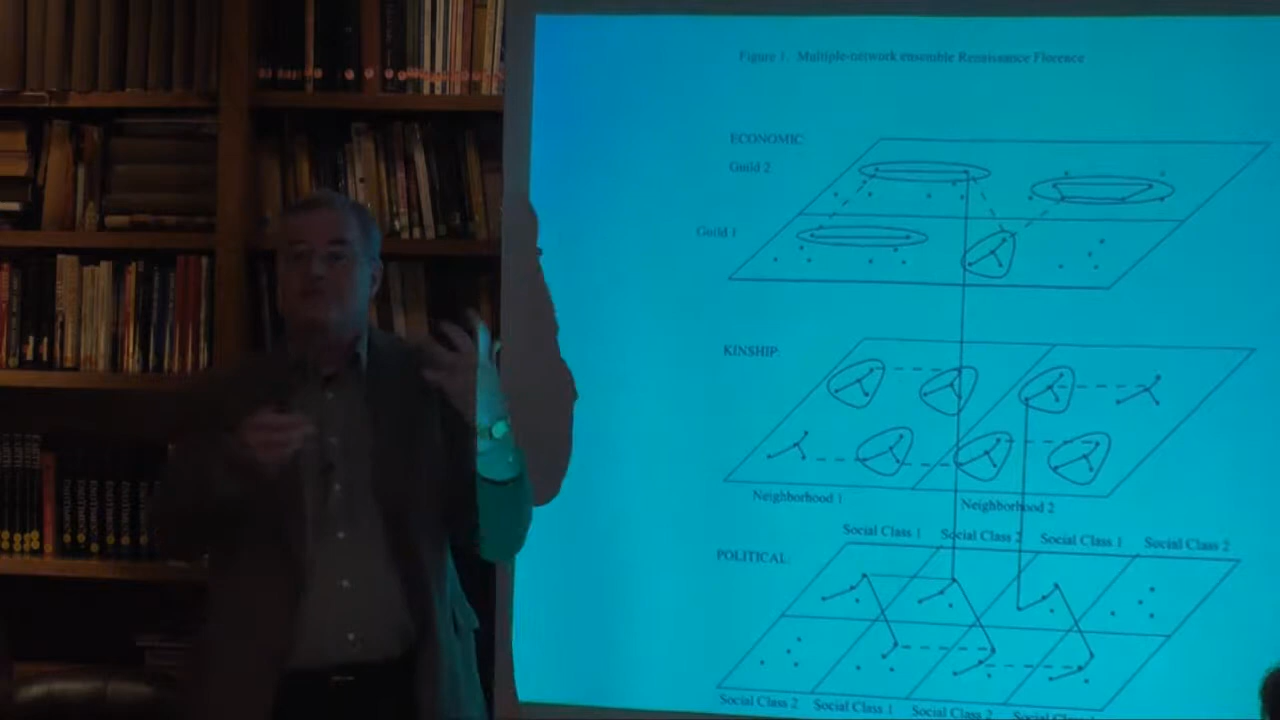 Figure 1. Multiple-network ensemble Renaissance Florence
ECONOMIC:
Guild 2
Guild 1
KINSHIP:
Neighborhood 1
Neighborhood 2
Social Class 1 Social Class 2 Social Class 1 Social Class 2
POLITICAL:
Social Class 2 Social Class 1 Social Class 2 Social Class